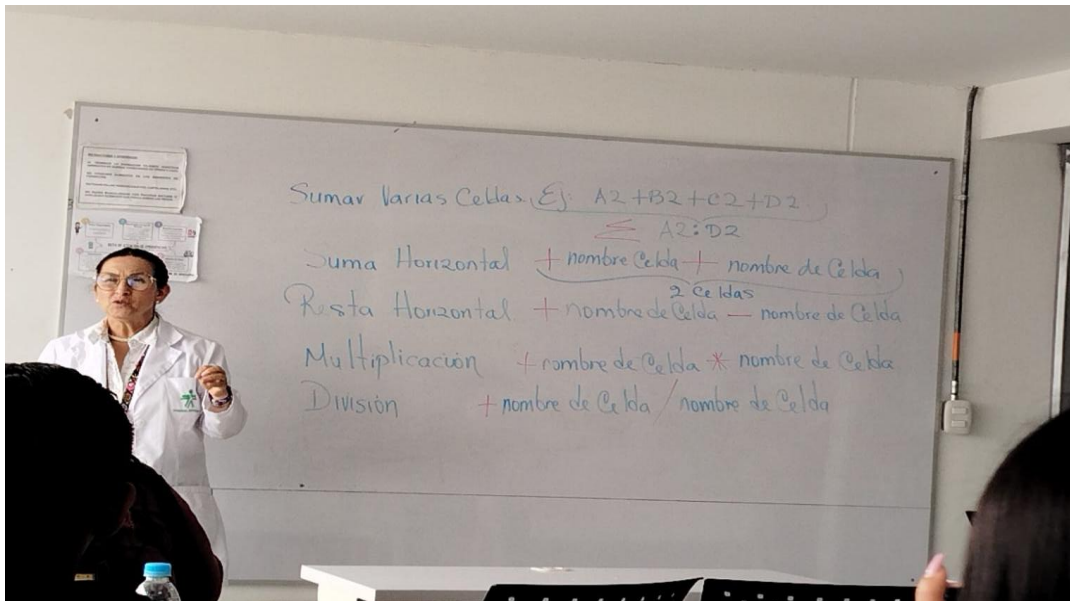 Sumar Varias Celdas, Ej: A2+B2+C2+D2
Σ A2:D2
Suma Horizontal + nombre Celda + nombre de Celda
2 Celdas
Resta Horizontal. + nombre de Celda — nombre de Celda
Multiplicación + nombre de Celda * nombre de Celda
División + nombre de Celda / nombre de Celda